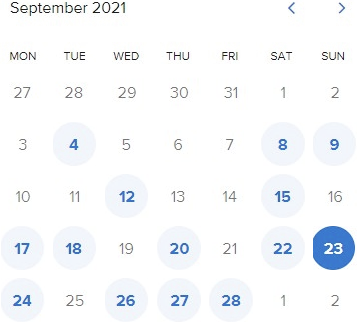 September 2021
MON TUE WED THU FRI SAT SUN
27 28 29 30 31 1 2
3 4 5 6 7 8 9
10 11 12 13 14 15 16
17 18 19 20 21 22 23
24 25 26 27 28 1 2